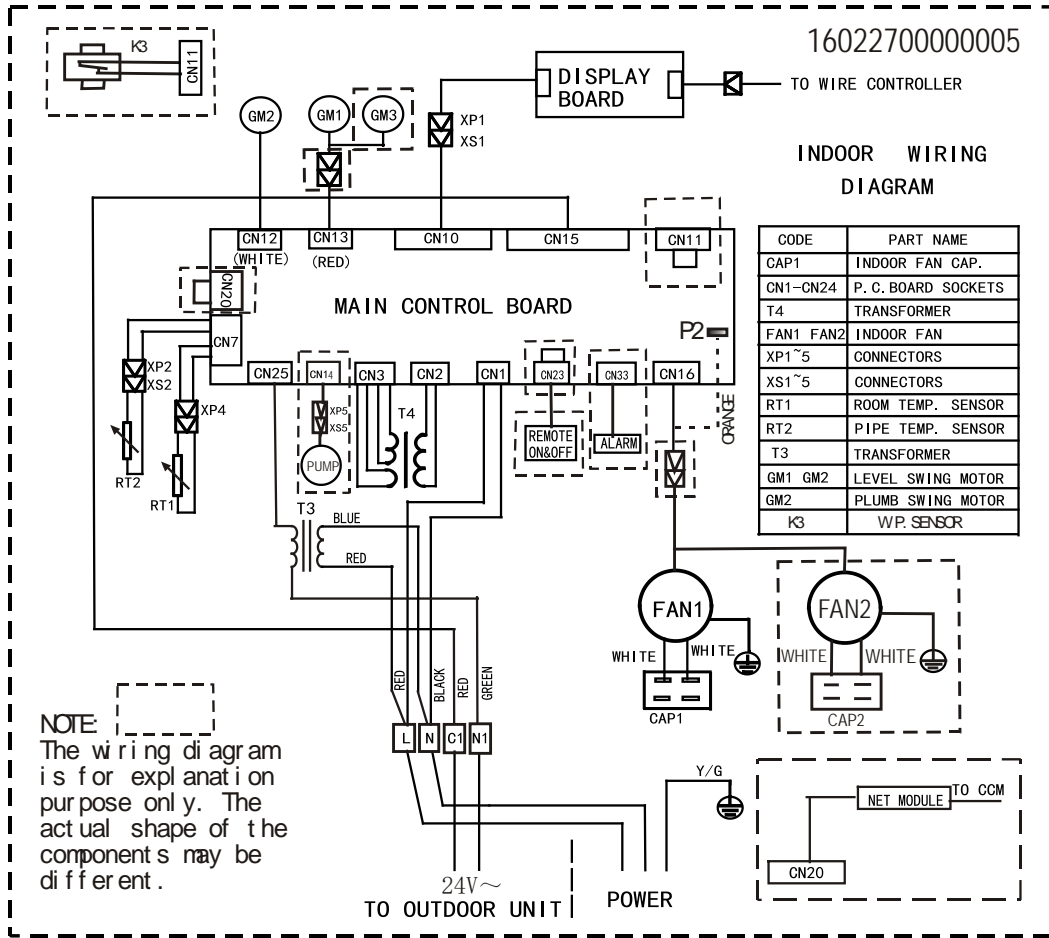 16022700000005
K3
CN11
DISPLAY
BOARD
TO WIRE CONTROLLER
GM2
GM1
GM3
XP1
XS1
INDOOR WIRING
DIAGRAM
CN12
(WHITE)
CN13
(RED)
CN10
CN15
CN11
CODE PART NAME
CAP1 INDOOR FAN CAP.
CN1-CN24 P.C.BOARD SOCKETS
T4 TRANSFORMER
FAN1 FAN2 INDOOR FAN
XP1~5 CONNECTORS
XS1~5 CONNECTORS
RT1 ROOM TEMP. SENSOR
RT2 PIPE TEMP. SENSOR
T3 TRANSFORMER
GM1 GM2 LEVEL SWING MOTOR
GM2 PLUMB SWING MOTOR
K3 WP. SENSOR
CN20
MAIN CONTROL BOARD
P2
CN7
CN25
CN14
CN3
CN2
CN1
CN23
CN33
CN16
ORANGE
XP2
XS2
XP4
XP5
XS5
T4
PUMP
REMOTE
ON&OFF
ALARM
RT2
RT1
T3
BLUE
RED
FAN1
FAN2
WHITE
WHITE
WHITE
WHITE
CAP1
CAP2
RED
BLACK
RED
GREEN
L
N
C1
N1
NOTE:
The wiring diagram
is for explanation
purpose only. The
actual shape of the
components may be
different.
Y/G
NET MODULE
TO CCM
CN20
24V~
TO OUTDOOR UNIT
POWER